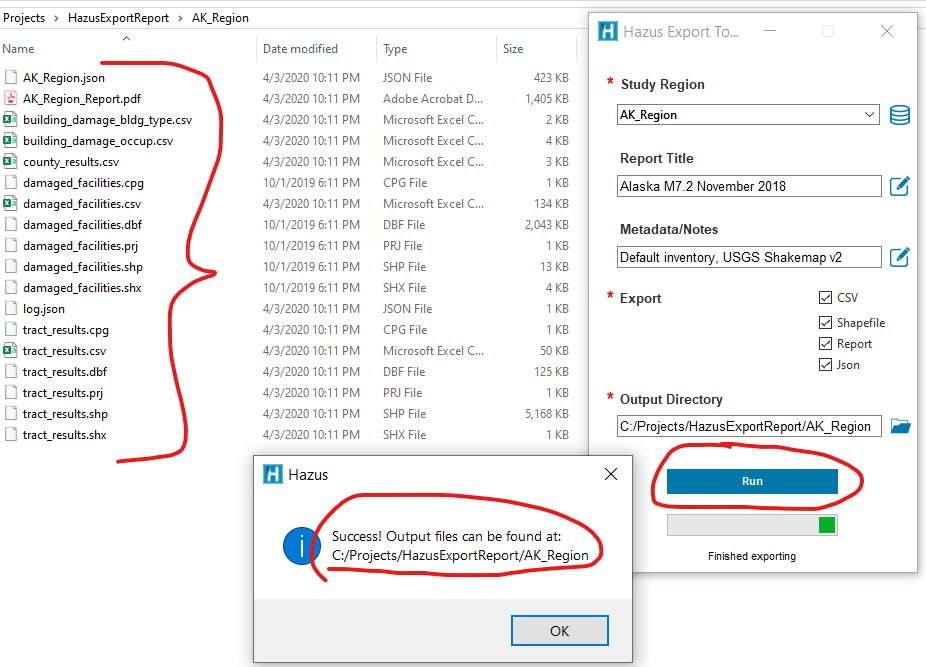 Projects > HazusExportReport > AK_Region
Name Date modified Type Size
AK_Region.json 4/3/2020 10:11 PM JSON File 423 KB
AK_Region_Report.pdf 4/3/2020 10:11 PM Adobe Acrobat D... 1,405 KB
building_damage_bldg_type.csv 4/3/2020 10:11 PM Microsoft Excel C... 2 KB
building_damage_occup.csv 4/3/2020 10:11 PM Microsoft Excel C... 4 KB
county_results.csv 4/3/2020 10:11 PM Microsoft Excel C... 3 KB
damaged_facilities.cpg 10/1/2019 6:11 PM CPG File 1 KB
damaged_facilities.csv 4/3/2020 10:11 PM Microsoft Excel C... 134 KB
damaged_facilities.dbf 10/1/2019 6:11 PM DBF File 2,043 KB
damaged_facilities.prj 10/1/2019 6:11 PM PRJ File 1 KB
damaged_facilities.shp 10/1/2019 6:11 PM SHP File 13 KB
damaged_facilities.shx 10/1/2019 6:11 PM SHX File 4 KB
log.json 4/3/2020 10:11 PM JSON File 1 KB
tract_results.cpg 4/3/2020 10:11 PM CPG File 1 KB
tract_results.csv 4/3/2020 10:11 PM Microsoft Excel C... 50 KB
tract_results.dbf 4/3/2020 10:11 PM DBF File 125 KB
tract_results.prj 4/3/2020 10:11 PM PRJ File 1 KB
tract_results.shp 4/3/2020 10:11 PM SHP File 5,168 KB
tract_results.shx 4/3/2020 10:11 PM SHX File 1 KB
H Hazus Export To...
* Study Region
AK_Region
Report Title
Alaska M7.2 November 2018
Metadata/Notes
Default inventory, USGS Shakemap v2
* Export
CSV
Shapefile
Report
Json
* Output Directory
C:/Projects/HazusExportReport/AK_Region
Run
Finished exporting
H Hazus
Success! Output files can be found at:
C:/Projects/HazusExportReport/AK_Region
OK